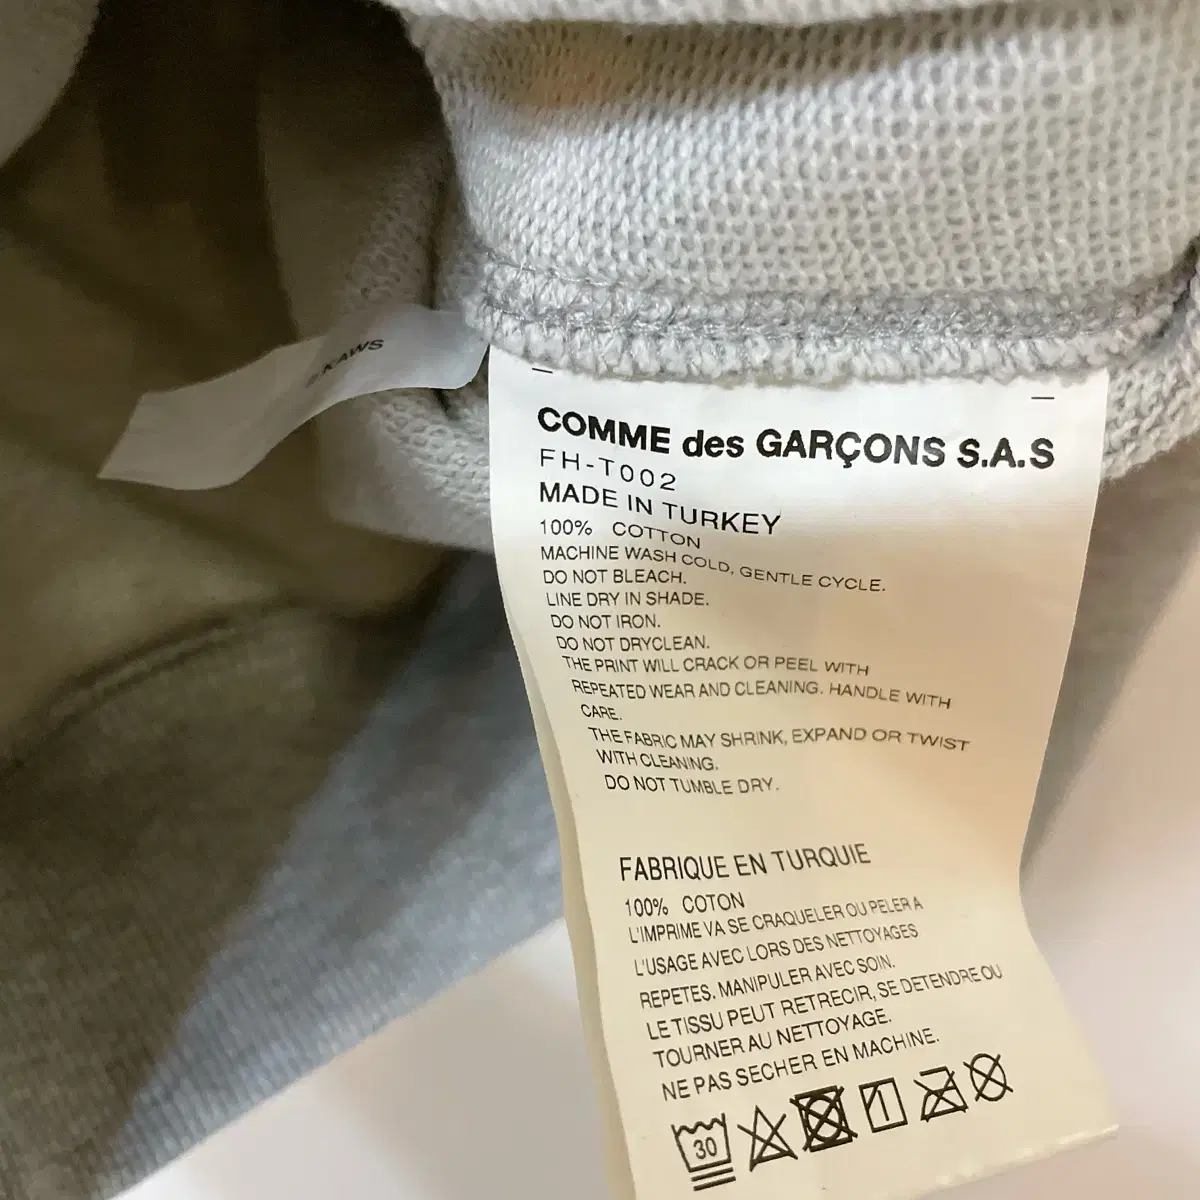 KAWS
COMME des GARÇONS S.A.S
FH-T002
MADE IN TURKEY
100% COTTON
MACHINE WASH COLD, GENTLE CYCLE.
DO NOT BLEACH.
LINE DRY IN SHADE.
DO NOT IRON.
DO NOT DRYCLEAN.
THE PRINT WILL CRACK OR PEEL WITH
REPEATED WEAR AND CLEANING. HANDLE WITH
CARE.
THE FABRIC MAY SHRINK, EXPAND OR TWIST
WITH CLEANING.
DO NOT TUMBLE DRY.
FABRIQUE EN TURQUIE
100% COTON
L'IMPRIME VA SE CRAQUELER OU PELER A
L'USAGE AVEC LORS DES NETTOYAGES
REPETES. MANIPULER AVEC SOIN.
LE TISSU PEUT RETRECIR, SE DETENDRE OU
TOURNER AU NETTOYAGE.
NE PAS SECHER EN MACHINE.
30